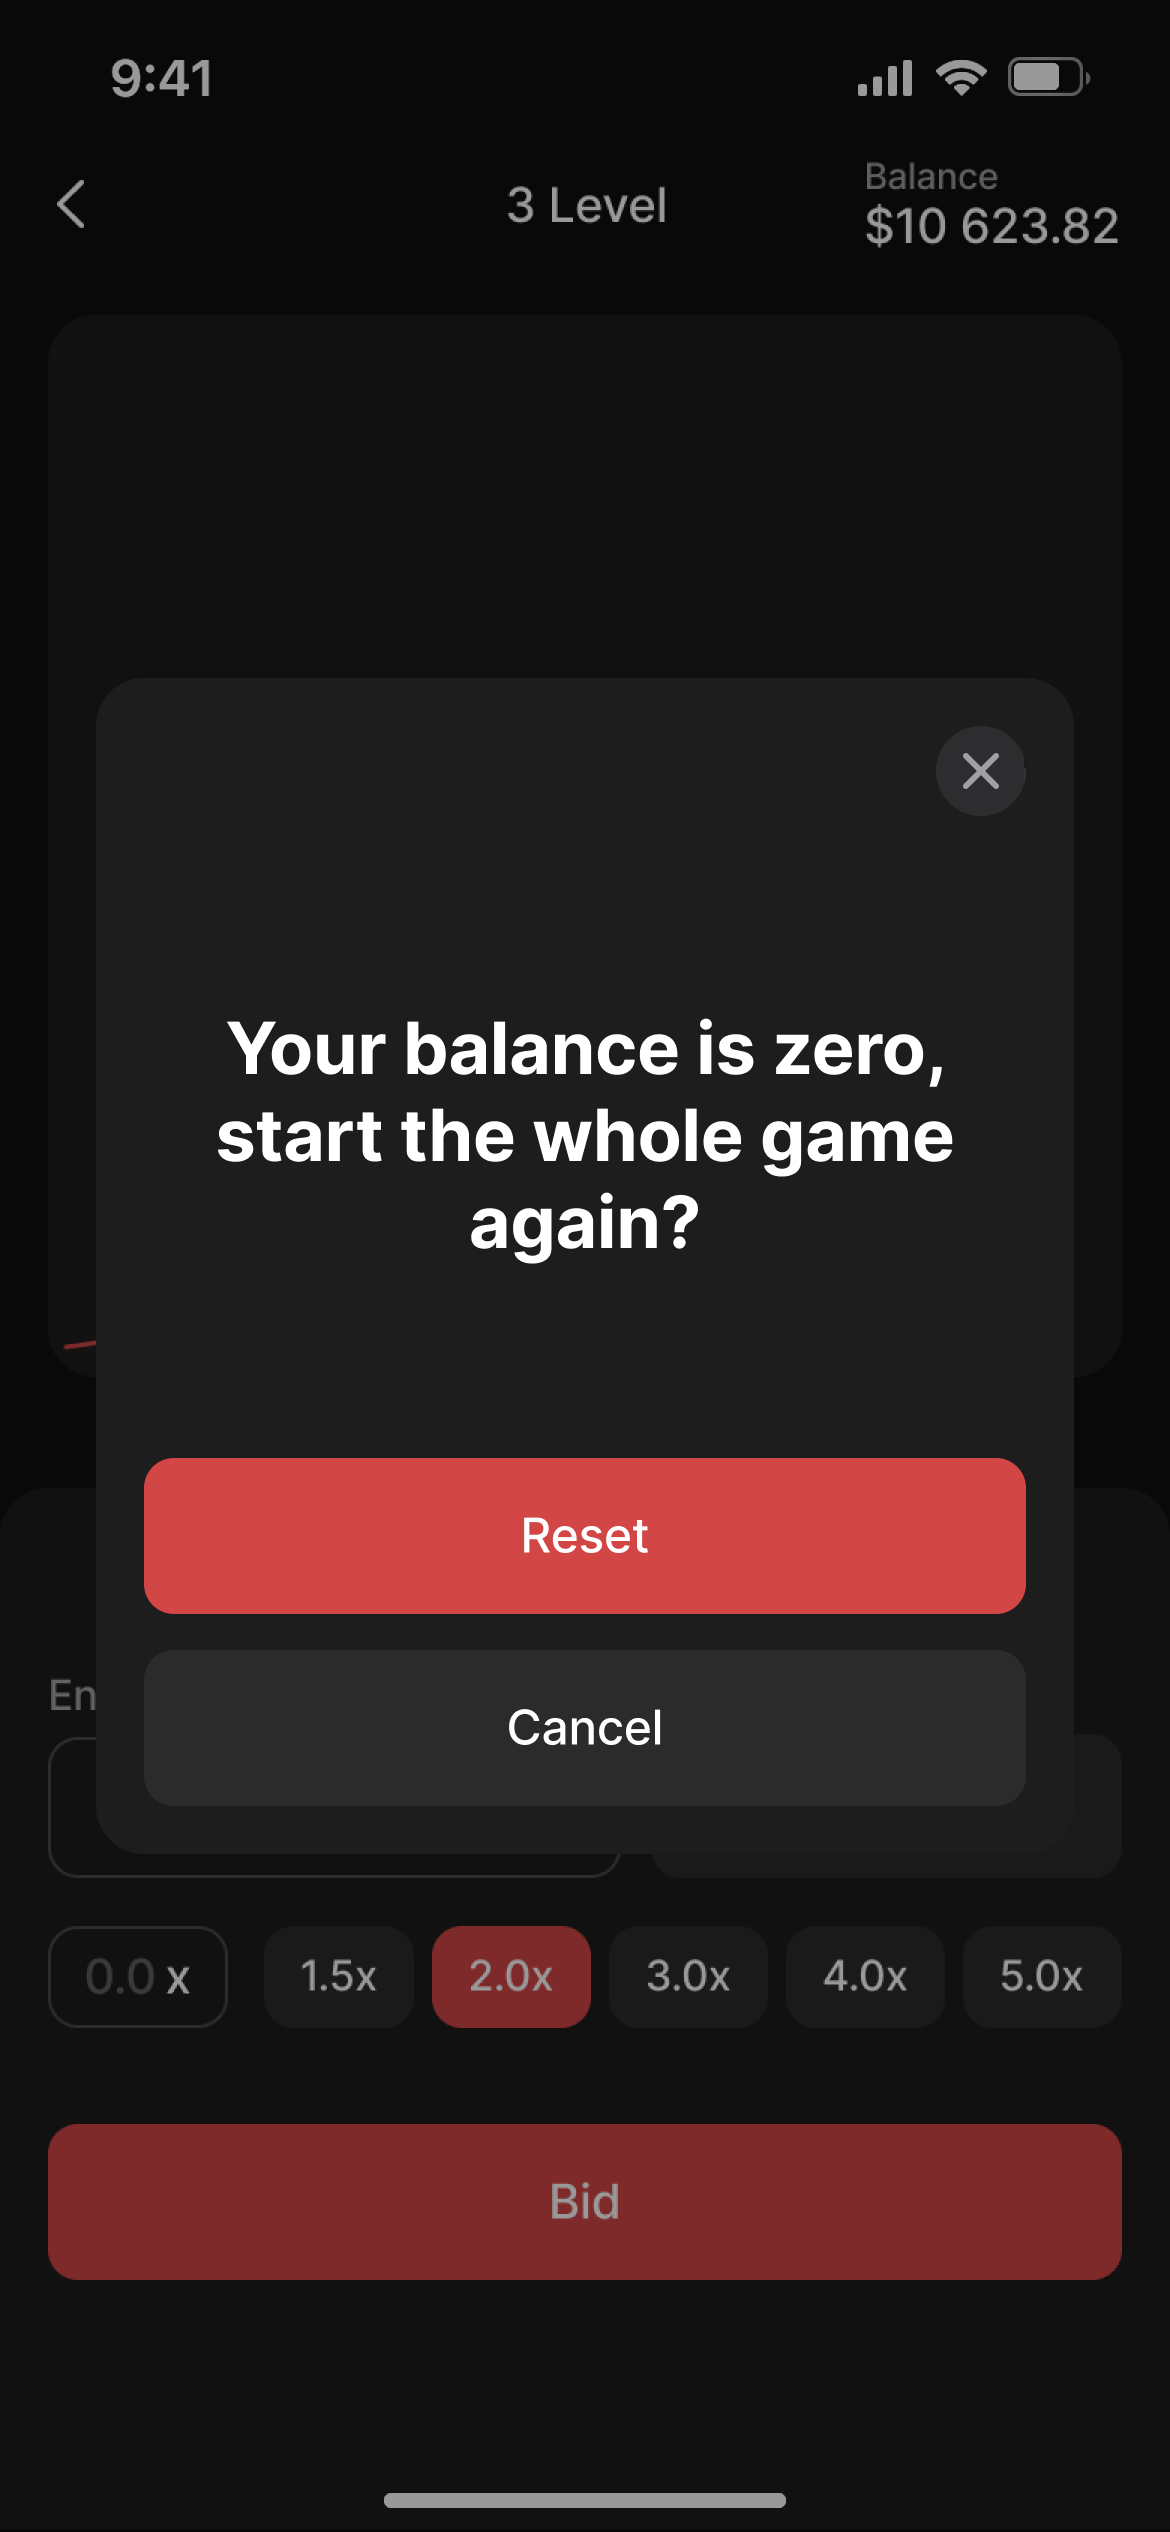 9:41
3 Level
Balance
$10 623.82
Your balance is zero,
start the whole game
again?
Reset
Cancel
0.0 x
1.5x
2.0x
3.0x
4.0x
5.0x
Bid